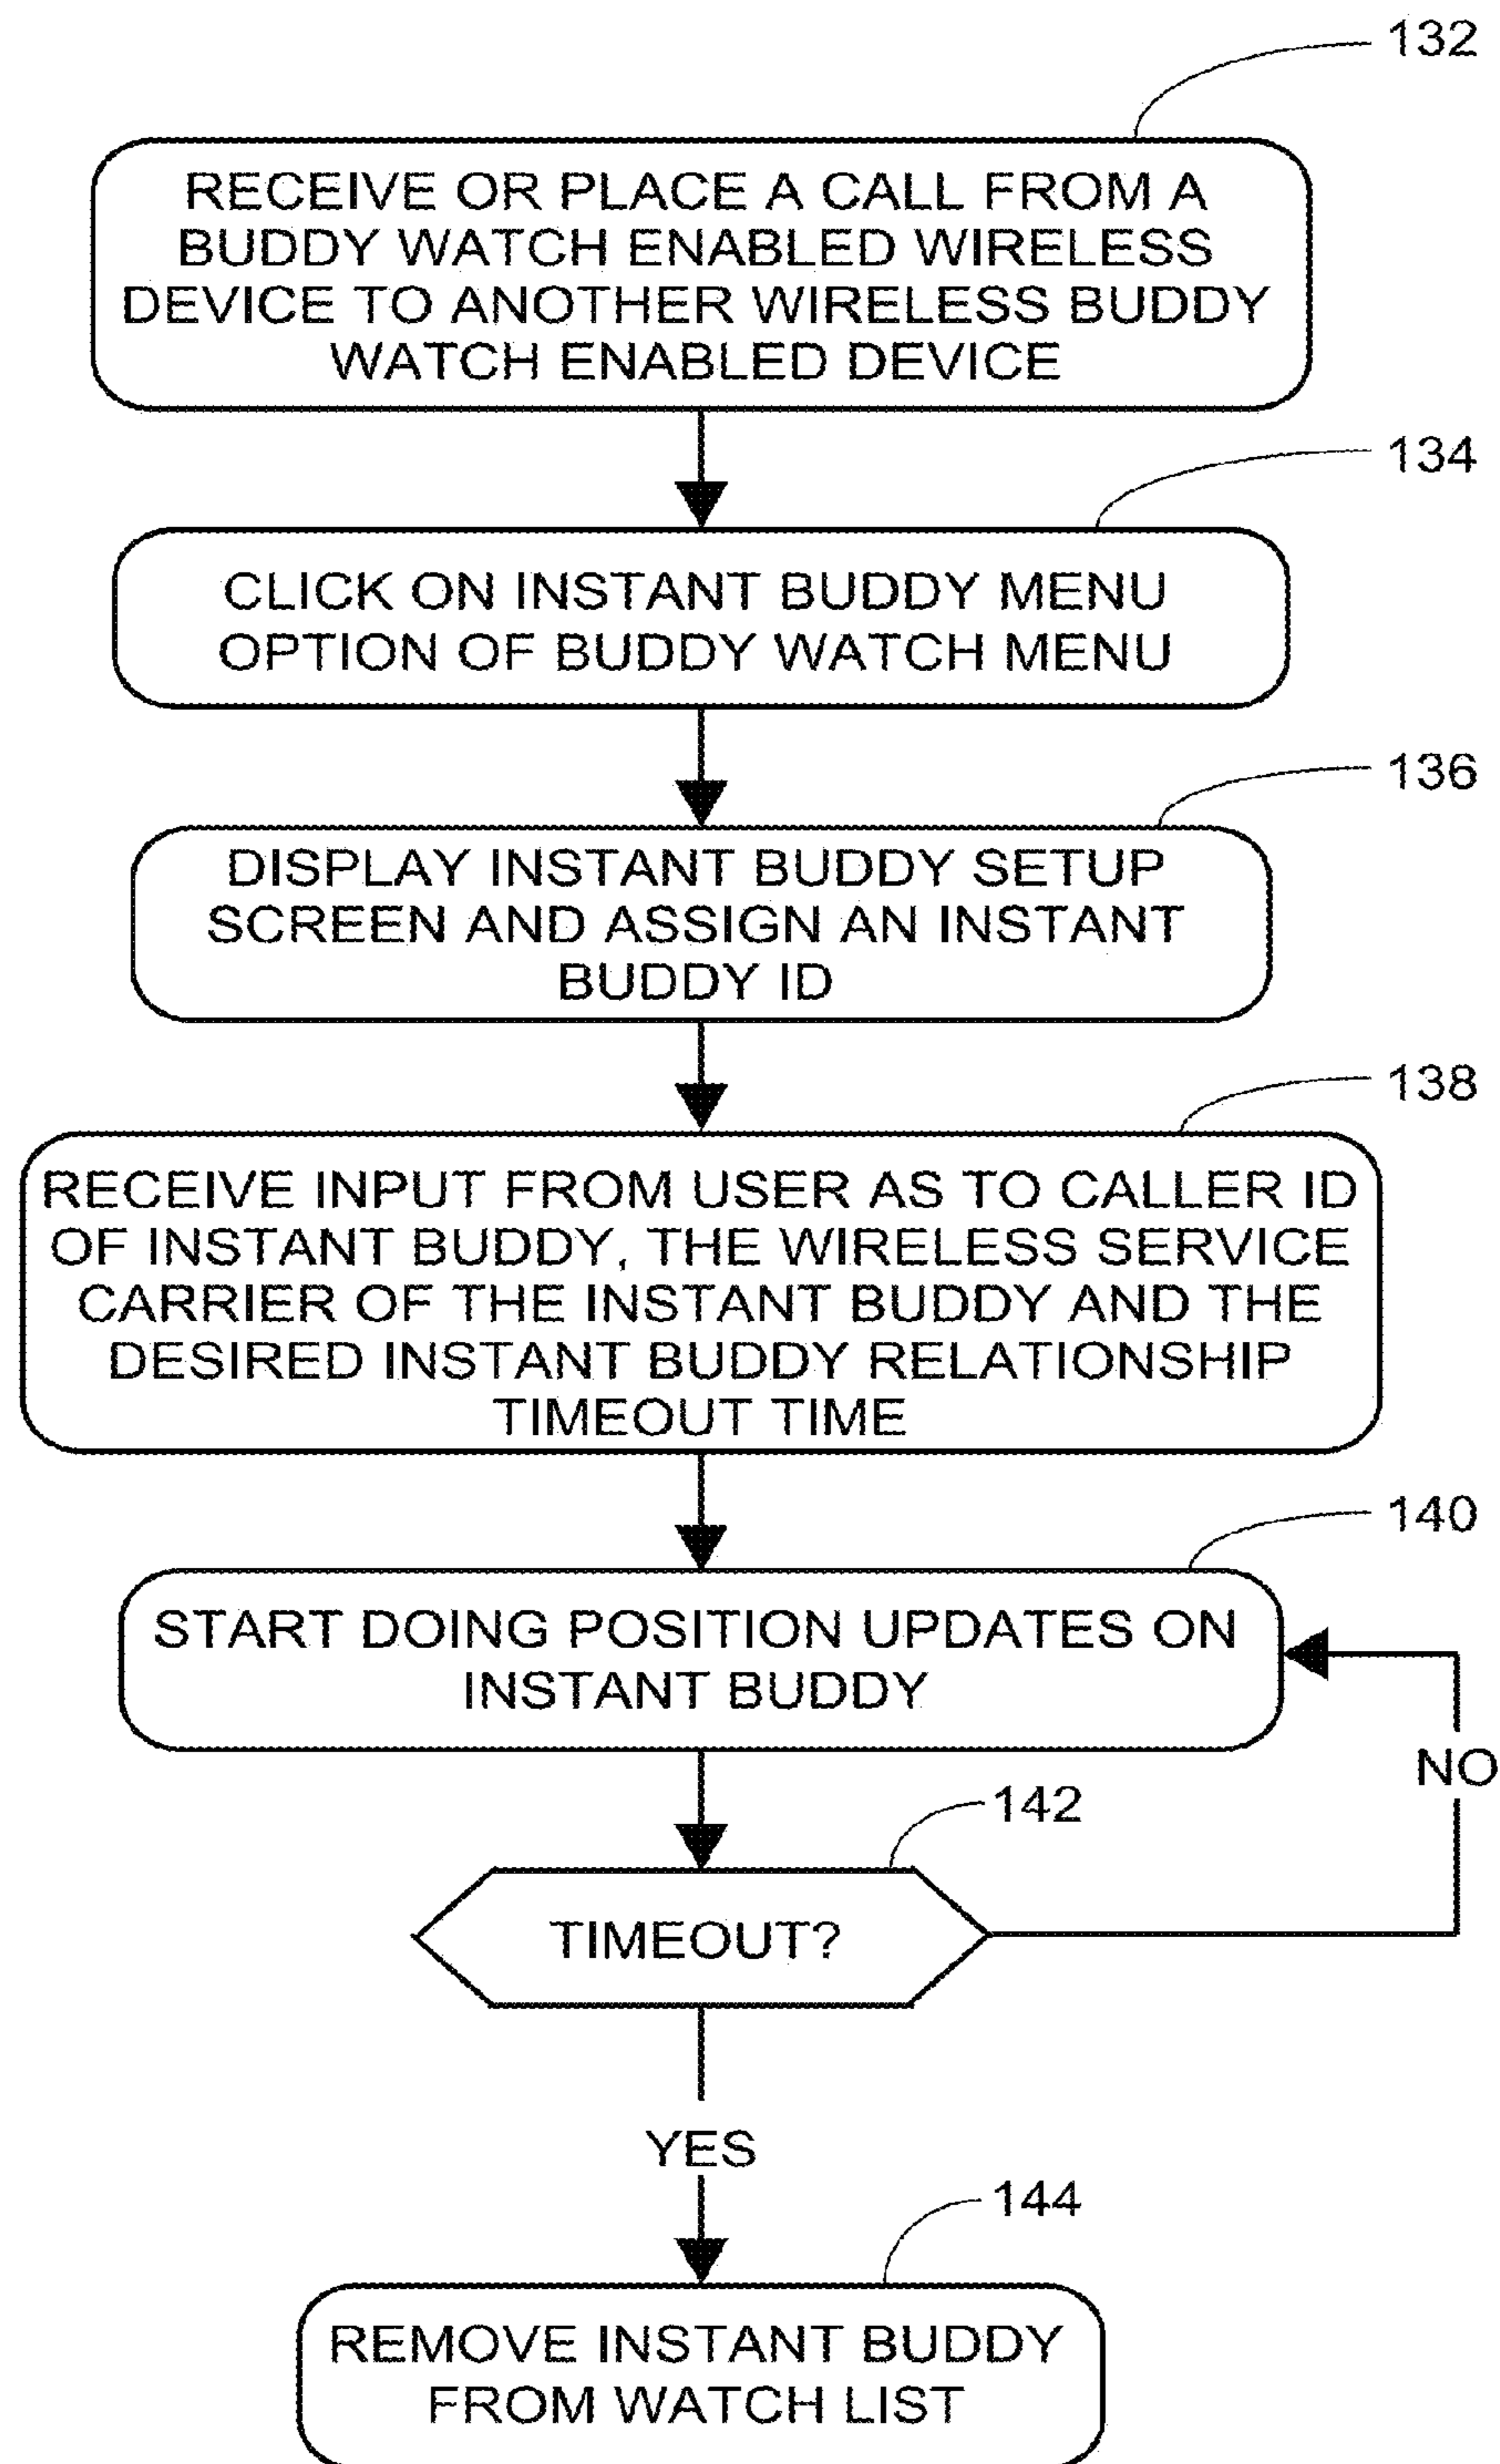 132
RECEIVE OR PLACE A CALL FROM A
BUDDY WATCH ENABLED WIRELESS
DEVICE TO ANOTHER WIRELESS BUDDY
WATCH ENABLED DEVICE
134
CLICK ON INSTANT BUDDY MENU
OPTION OF BUDDY WATCH MENU
136
DISPLAY INSTANT BUDDY SETUP
SCREEN AND ASSIGN AN INSTANT
BUDDY ID
138
RECEIVE INPUT FROM USER AS TO CALLER ID
OF INSTANT BUDDY, THE WIRELESS SERVICE
CARRIER OF THE INSTANT BUDDY AND THE
DESIRED INSTANT BUDDY RELATIONSHIP
TIMEOUT TIME
140
START DOING POSITION UPDATES ON
INSTANT BUDDY
NO
142
TIMEOUT?
YES
144
REMOVE INSTANT BUDDY
FROM WATCH LIST